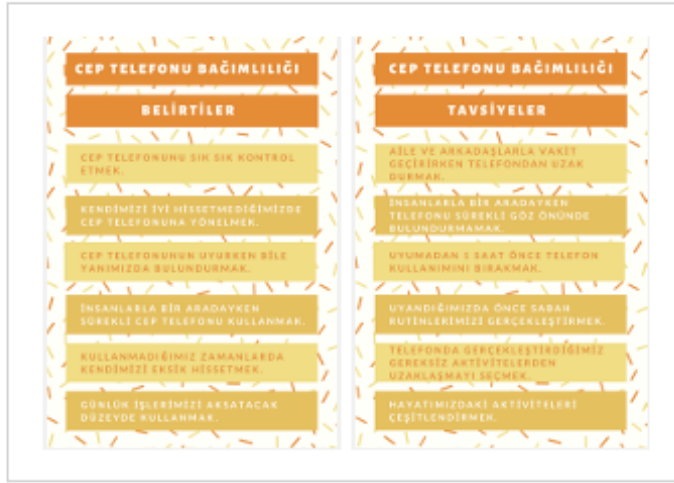 CEP TELEFONU BAĞIMLILIĞI
BELİRTİLER
CEP TELEFONUNU SIK SIK KONTROL
ETMEK.
KENDİMİZİ İYİ HİSSETMEDİĞİMİZDE
CEP TELEFONUNA YÖNELMEK.
CEP TELEFONUNUN UYURKEN BİLE
YANIMIZDA BULUNDURMAK.
İNSANLARLA BİR ARADAYKEN
SÜREKLİ CEP TELEFONU KULLANMAK.
KULLANMADIĞIMIZ ZAMANLARDA
KENDİMİZİ EKSİK HİSSETMEK.
GÜNLÜK İŞLERİMİZİ AKSATACAK
DÜZEYDE KULLANMAK.
CEP TELEFONU BAĞIMLILIĞI
TAVSİYELER
AİLE VE ARKADAŞLARLA VAKİT
GEÇİRİRKEN TELEFONDAN UZAK
DURMAK.
İNSANLARLA BİR ARADAYKEN
TELEFONU SÜREKLİ GÖZ ÖNÜNDE
BULUNDURMAMAK.
UYUMADAN 1 SAAT ÖNCE TELEFON
KULLANIMINI BIRAKMAK.
UYANDIĞIMIZDA ÖNCE SABAH
RUTİNLERİMİZİ GERÇEKLEŞTİRMEK.
TELEFONDA GERÇEKLEŞTİRDİĞİMİZ
GEREKSİZ AKTİVİTELERDEN
UZAKLAŞMAYI SEÇMEK.
HAYATIMIZDAKİ AKTİVİTELERİ
ÇEŞİTLENDİRMEK.